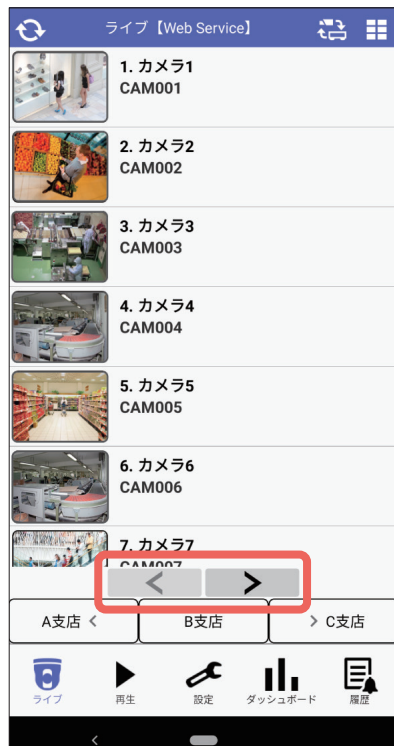 ライブ【Web Service】
1. カメラ1
CAM001
2. カメラ2
CAM002
3. カメラ3
CAM003
4. カメラ4
CAM004
5. カメラ5
CAM005
6. カメラ6
CAM006
7. カメラ7
CAM007
< >
A支店 < B支店 > C支店
ライブ 再生 設定 ダッシュボード 履歴